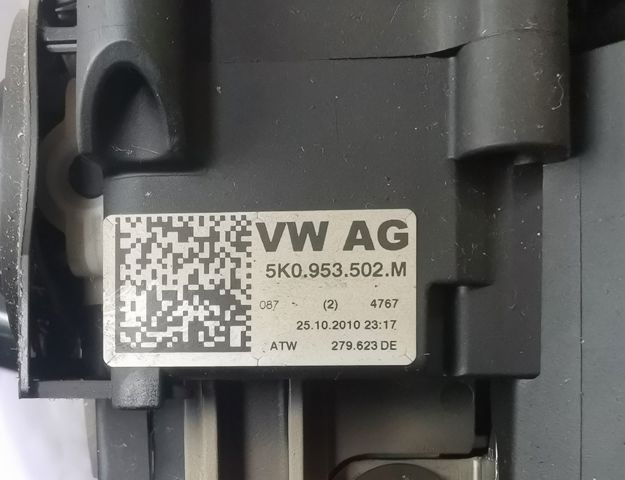 VW AG
5K0.953.502.M
087 - (2) 4767
25.10.2010 23:17
ATW 279.623 DE